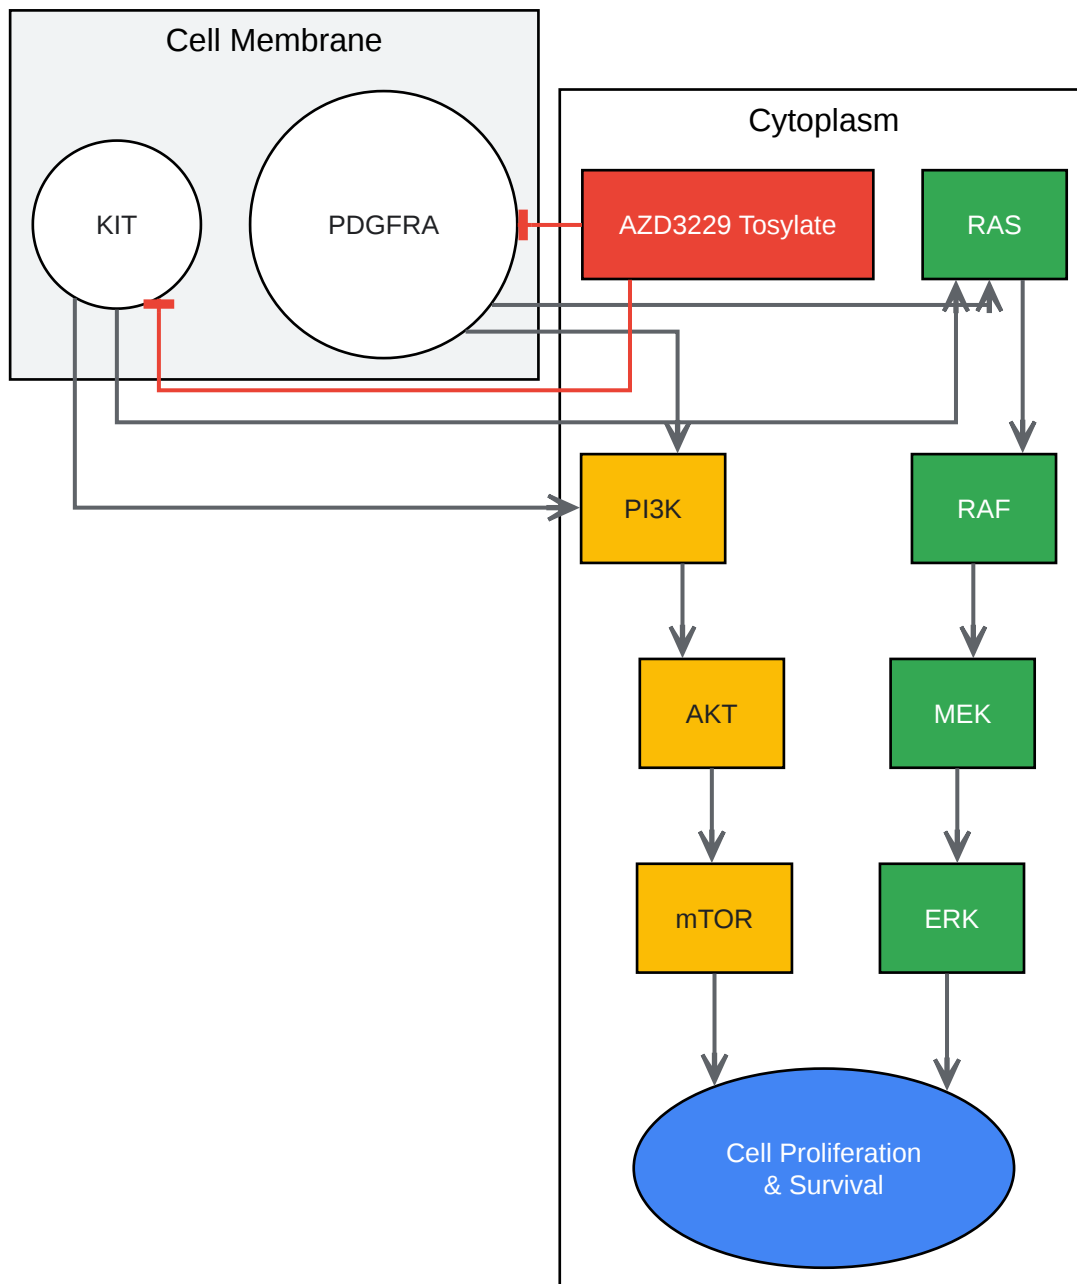 Cell Membrane
Cytoplasm
KIT
PDGFRA
AZD3229 Tosylate
RAS
PI3K
RAF
AKT
MEK
mTOR
ERK
Cell Proliferation
& Survival